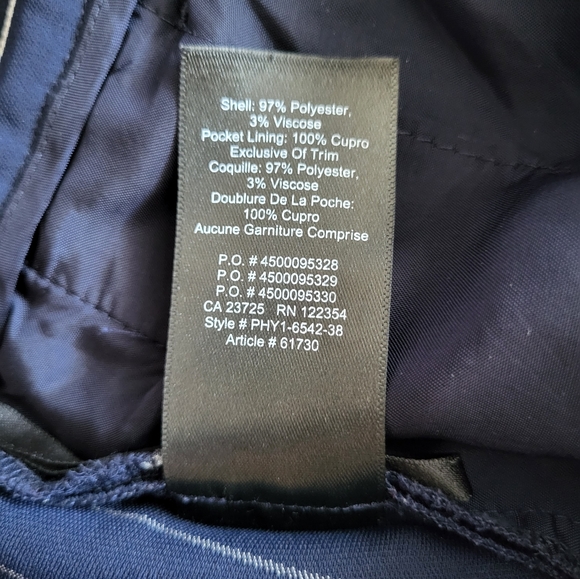 Shell: 97% Polyester,
3% Viscose
Pocket Lining: 100% Cupro
Exclusive Of Trim
Coquille: 97% Polyester,
3% Viscose
Doublure De La Poche:
100% Cupro
Aucune Garniture Comprise
P.O. # 4500095328
P.O. # 4500095329
P.O. # 4500095330
CA 23725 RN 122354
Style # PHY1-6542-38
Article # 61730